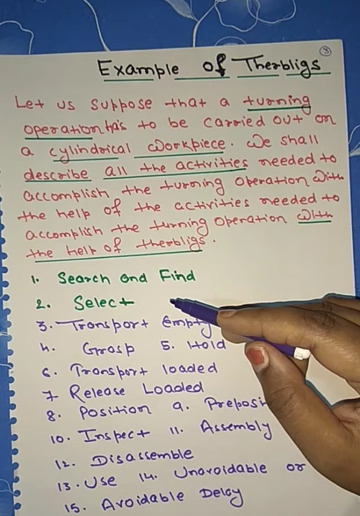 Example of Therbligs
Let us suppose that a turning
operation has to be carried out on
a cylindrical workpiece. We shall
describe all the activities needed to
accomplish the turning operation with
the help of the activities needed to
accomplish the turning operation with
the help of therbligs.
1. Search and Find
2. Select
3. Transport Empty
4. Grasp 5. Hold
6. Transport loaded
7 Release Loaded
8. Position 9.
10. Inspect 11. Assembly
12. Disassemble
13. Use 14. Unavoidable or
15. Avoidable Delay